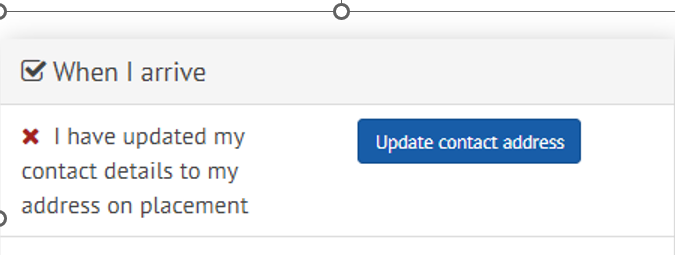 When I arrive
I have updated my
contact details to my
address on placement
Update contact address